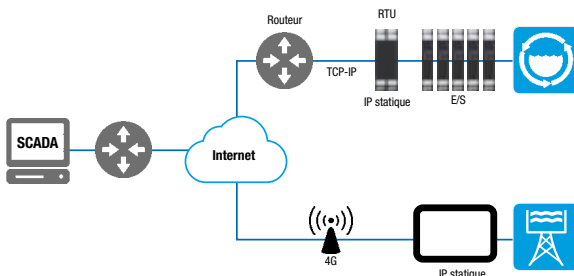 Routeur
RTU
TCP-IP
IP statique
E/S
SCADA
Internet
4G
IP statique